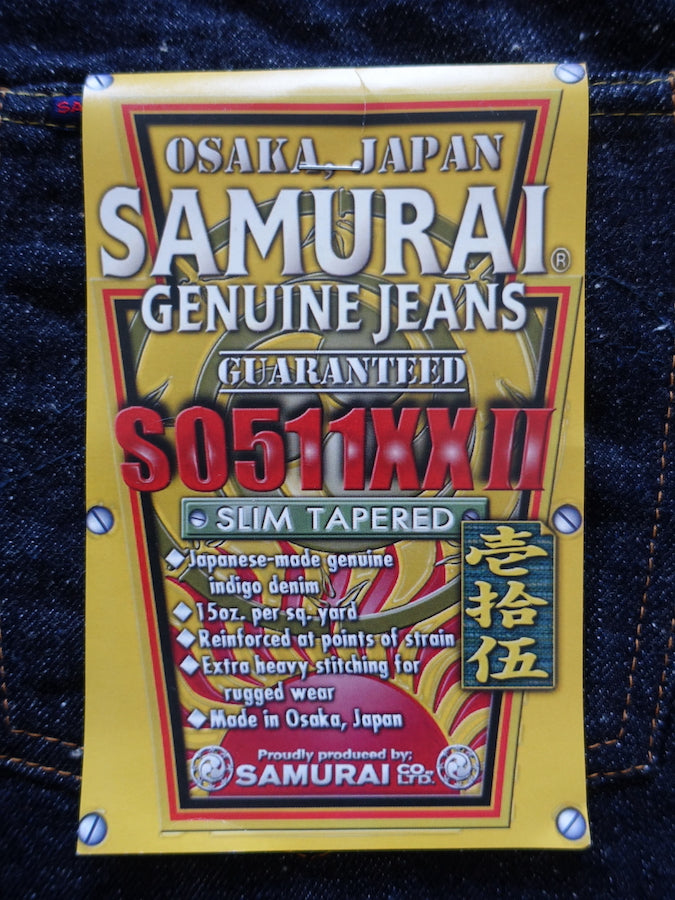 SA
OSAKA, JAPAN
SAMURAI®
GENUINE JEANS
GUARANTEED
S0511XXII
SLIM TAPERED
◆Japanese-made genuine
indigo denim
◆15oz. per sq. yard
◆Reinforced at points of strain
◆Extra heavy stitching for
rugged wear
◆Made in Osaka, Japan
壱拾伍
Proudly produced by;
SAMURAI CO. LTD.